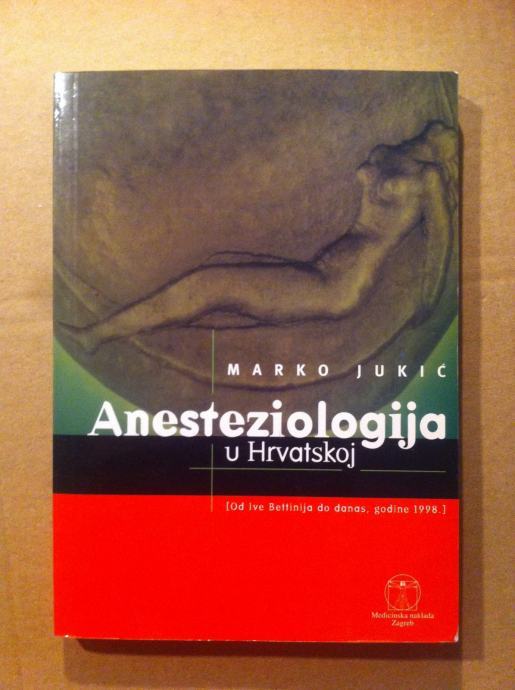 MARKO JUKIĆ
Anesteziologija
u Hrvatskoj
[Od Ive Bettinija do danas, godine 1998.]
Medicinska naklada
Zagreb